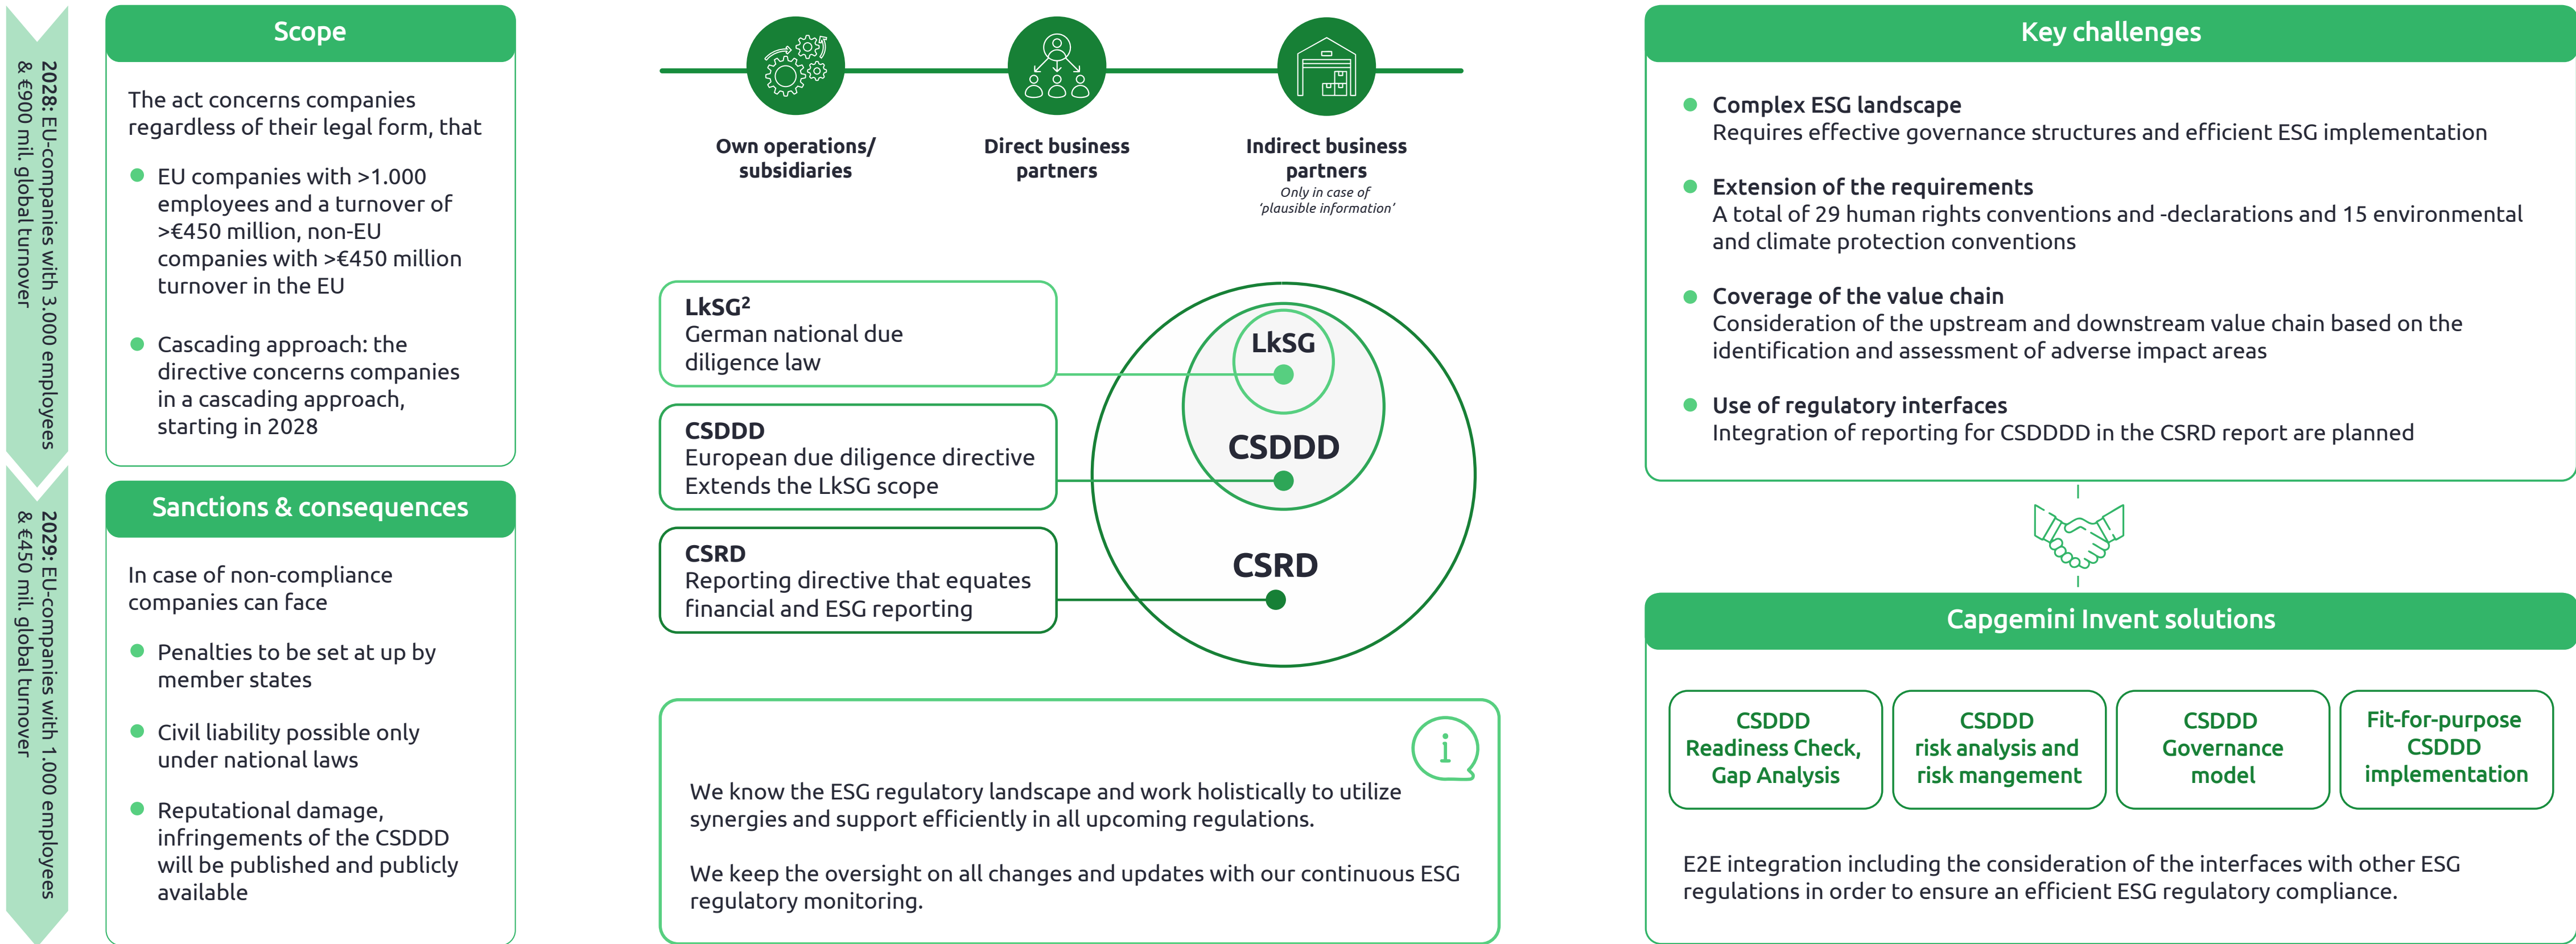 2028: EU-companies with 3.000 employees
& €900 mil. global turnover
2029: EU-companies with 1.000 employees
& €450 mil. global turnover
Scope
The act concerns companies
regardless of their legal form, that
EU companies with >1.000
employees and a turnover of
>€450 million, non-EU
companies with >€450 million
turnover in the EU
Cascading approach: the
directive concerns companies
in a cascading approach,
starting in 2028
Sanctions & consequences
In case of non-compliance
companies can face
Penalties to be set at up by
member states
Civil liability possible only
under national laws
Reputational damage,
infringements of the CSDDD
will be published and publicly
available
Own operations/
subsidiaries
Direct business
partners
Indirect business
partners
Only in case of
‘plausible information’
LkSG²
German national due
diligence law
CSDDD
European due diligence directive
Extends the LkSG scope
CSRD
Reporting directive that equates
financial and ESG reporting
LkSG
CSDDD
CSRD
i
We know the ESG regulatory landscape and work holistically to utilize
synergies and support efficiently in all upcoming regulations.
We keep the oversight on all changes and updates with our continuous ESG
regulatory monitoring.
Key challenges
Complex ESG landscape
Requires effective governance structures and efficient ESG implementation
Extension of the requirements
A total of 29 human rights conventions and -declarations and 15 environmental
and climate protection conventions
Coverage of the value chain
Consideration of the upstream and downstream value chain based on the
identification and assessment of adverse impact areas
Use of regulatory interfaces
Integration of reporting for CSDDDD in the CSRD report are planned
Capgemini Invent solutions
CSDDD
Readiness Check,
Gap Analysis
CSDDD
risk analysis and
risk mangement
CSDDD
Governance
model
Fit-for-purpose
CSDDD
implementation
E2E integration including the consideration of the interfaces with other ESG
regulations in order to ensure an efficient ESG regulatory compliance.